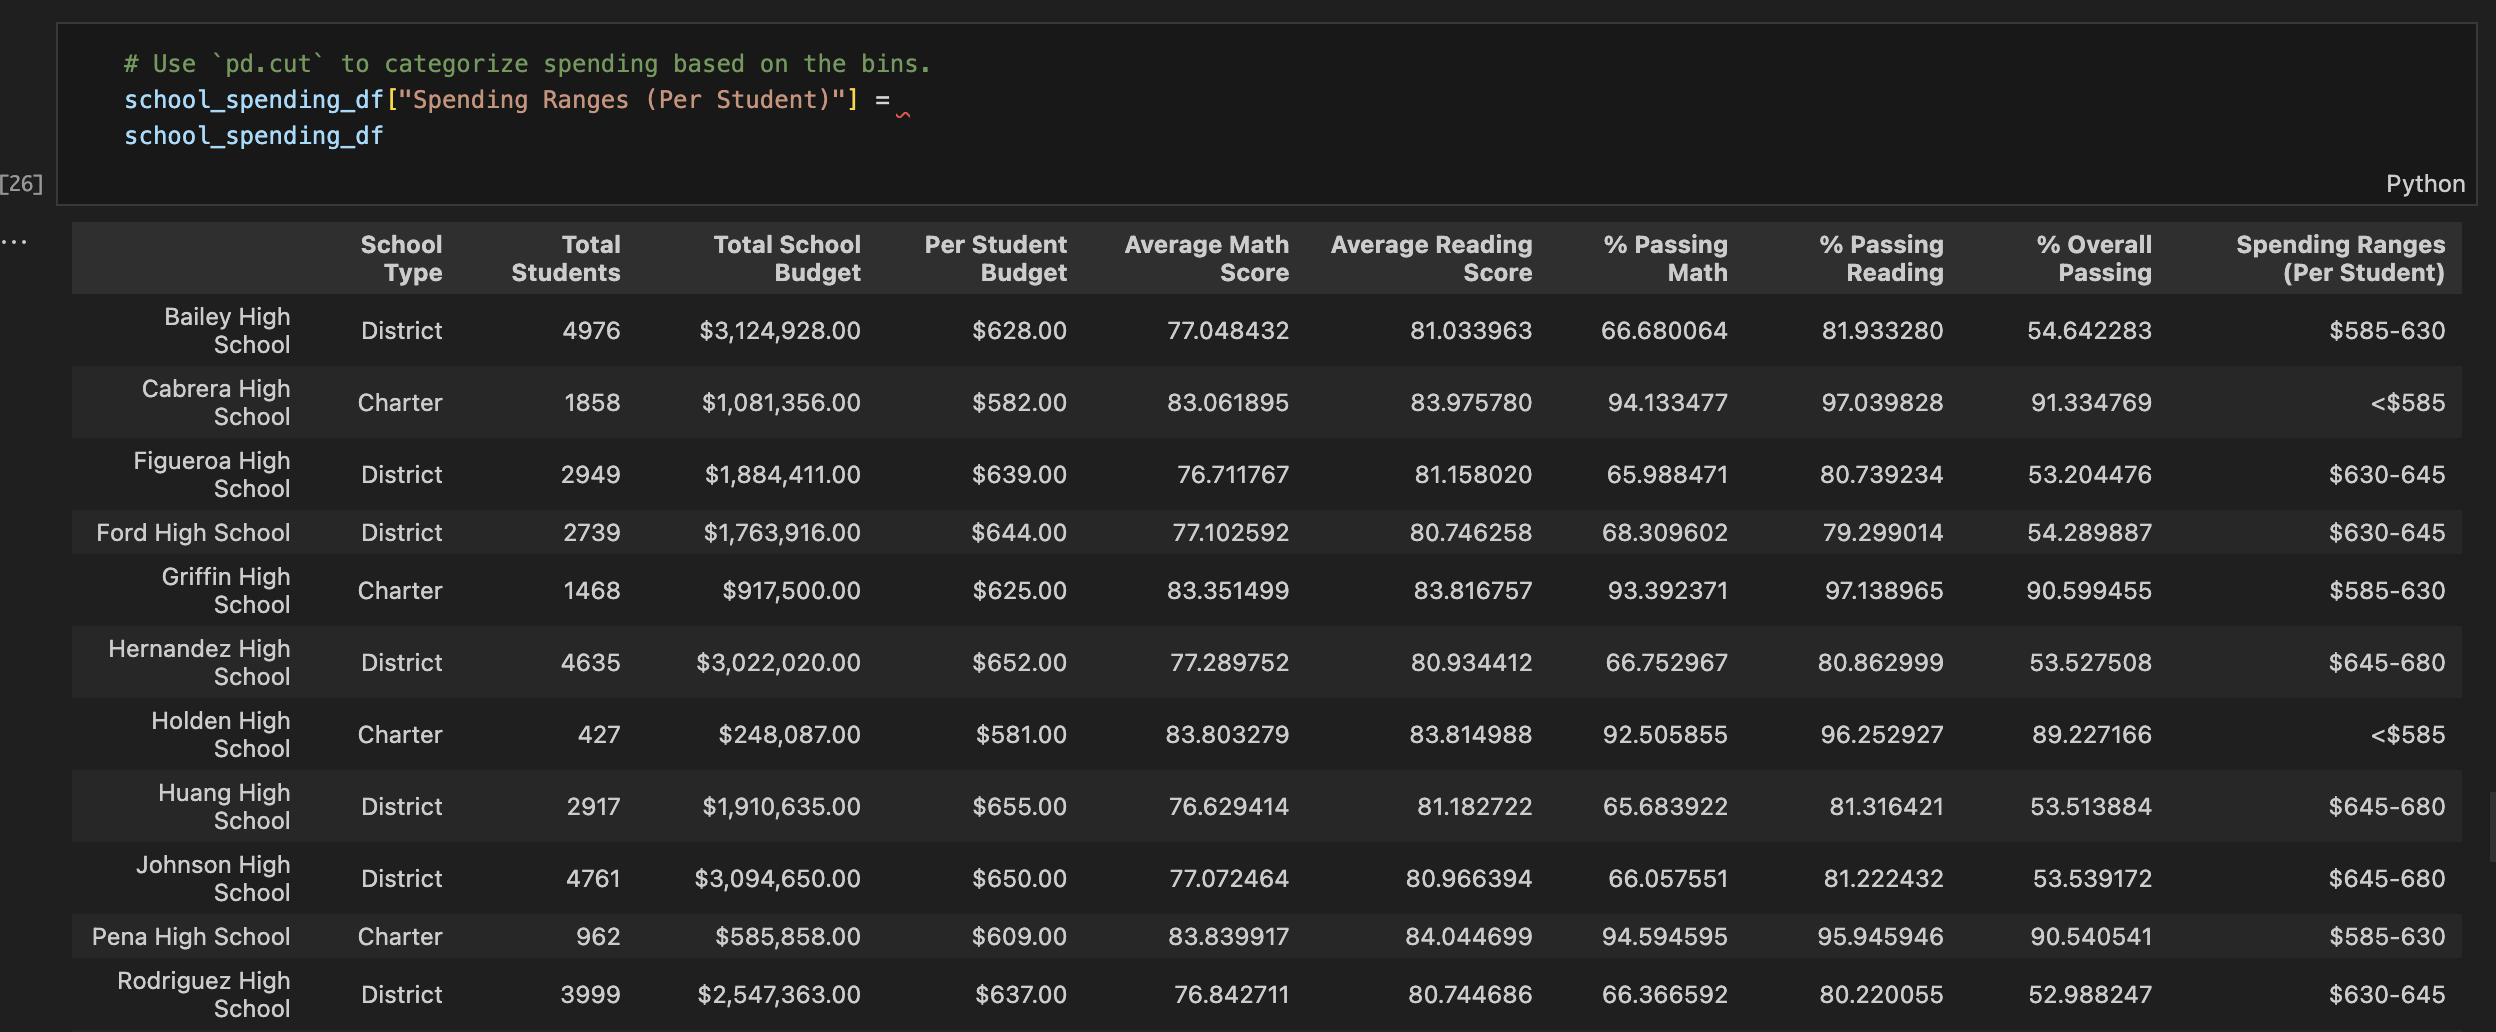 # Use `pd.cut` to categorize spending based on the bins.
school_spending_df["Spending Ranges (Per Student)"] =
school_spending_df
[26]
Python
...
School Type Total Students Total School Budget Per Student Budget Average Math Score Average Reading Score % Passing Math % Passing Reading % Overall Passing Spending Ranges (Per Student)
Bailey High School District 4976 $3,124,928.00 $628.00 77.048432 81.033963 66.680064 81.933280 54.642283 $585-630
Cabrera High School Charter 1858 $1,081,356.00 $582.00 83.061895 83.975780 94.133477 97.039828 91.334769 <$585
Figueroa High School District 2949 $1,884,411.00 $639.00 76.711767 81.158020 65.988471 80.739234 53.204476 $630-645
Ford High School District 2739 $1,763,916.00 $644.00 77.102592 80.746258 68.309602 79.299014 54.289887 $630-645
Griffin High School Charter 1468 $917,500.00 $625.00 83.351499 83.816757 93.392371 97.138965 90.599455 $585-630
Hernandez High School District 4635 $3,022,020.00 $652.00 77.289752 80.934412 66.752967 80.862999 53.527508 $645-680
Holden High School Charter 427 $248,087.00 $581.00 83.803279 83.814988 92.505855 96.252927 89.227166 <$585
Huang High School District 2917 $1,910,635.00 $655.00 76.629414 81.182722 65.683922 81.316421 53.513884 $645-680
Johnson High School District 4761 $3,094,650.00 $650.00 77.072464 80.966394 66.057551 81.222432 53.539172 $645-680
Pena High School Charter 962 $585,858.00 $609.00 83.839917 84.044699 94.594595 95.945946 90.540541 $585-630
Rodriguez High School District 3999 $2,547,363.00 $637.00 76.842711 80.744686 66.366592 80.220055 52.988247 $630-645